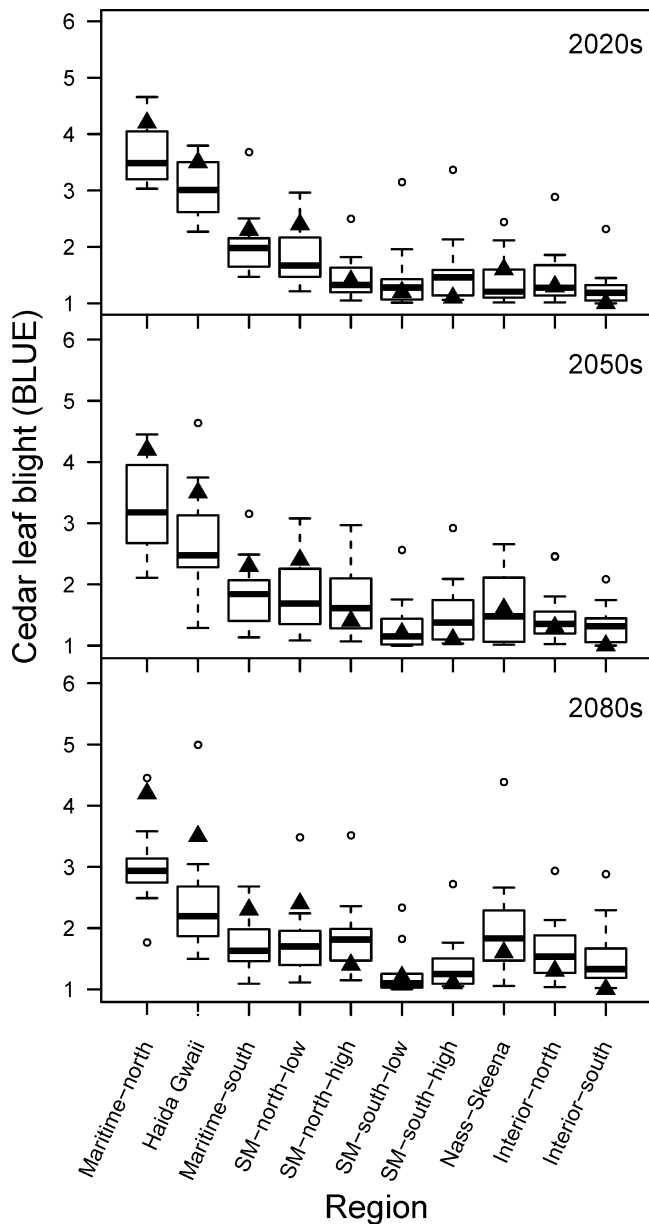 6
5
4
3
2
1
2020s
6
5
4
3
2
1
2050s
6
5
4
3
2
1
2080s
Cedar leaf blight (BLUE)
Maritime−north
Haida Gwaii
Maritime−south
SM−north−low
SM−north−high
SM−south−low
SM−south−high
Nass−Skeena
Interior−north
Interior−south
Region